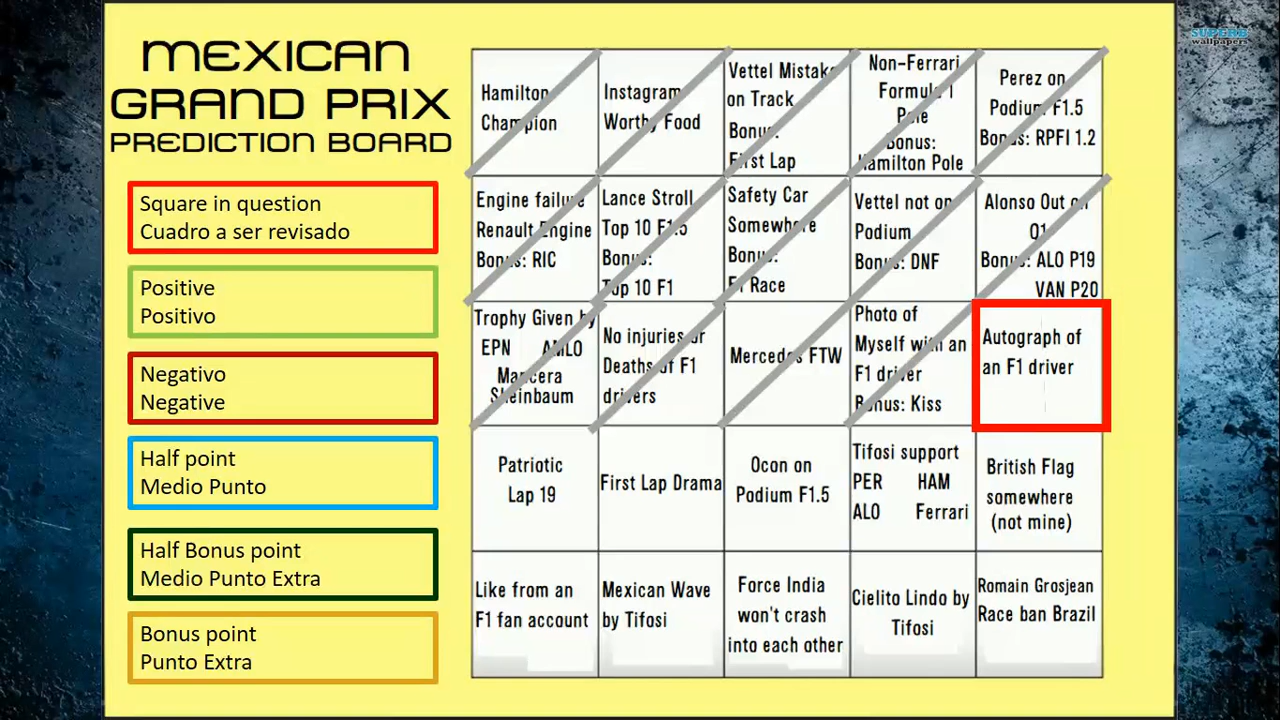 MEXICAN
GRAND PRIX
PREDICTION BOARD
Square in question
Cuadro a ser revisado
Positive
Positivo
Negativo
Negative
Half point
Medio Punto
Half Bonus point
Medio Punto Extra
Bonus point
Punto Extra
Hamilton
Champion
Instagram
Worthy Food
Vettel Mistake
on Track
Bonus:
First Lap
Non-Ferrari
Formula 1
Pole
Bonus:
Hamilton Pole
Perez on
Podium F1.5
Bonus: RPFI 1.2
Engine failure
Renault Engine
Bonus: RIC
Lance Stroll
Top 10 F1.5
Bonus:
Top 10 F1
Safety Car
Somewhere
Bonus:
F1 Race
Vettel not on
Podium
Bonus: DNF
Alonso Out on
Q1
Bonus: ALO P19
VAN P20
Trophy Given by
EPN AMLO
Mancera
Sheinbaum
No injuries or
Deaths of F1
drivers
Mercedes FTW
Photo of
Myself with an
F1 driver
Bonus: Kiss
Autograph of
an F1 driver
Patriotic
Lap 19
First Lap Drama
Ocon on
Podium F1.5
Tifosi support
PER HAM
ALO Ferrari
British Flag
somewhere
(not mine)
Like from an
F1 fan account
Mexican Wave
by Tifosi
Force India
won't crash
into each other
Cielito Lindo by
Tifosi
Romain Grosjean
Race ban Brazil
SUPERB
wallpapers